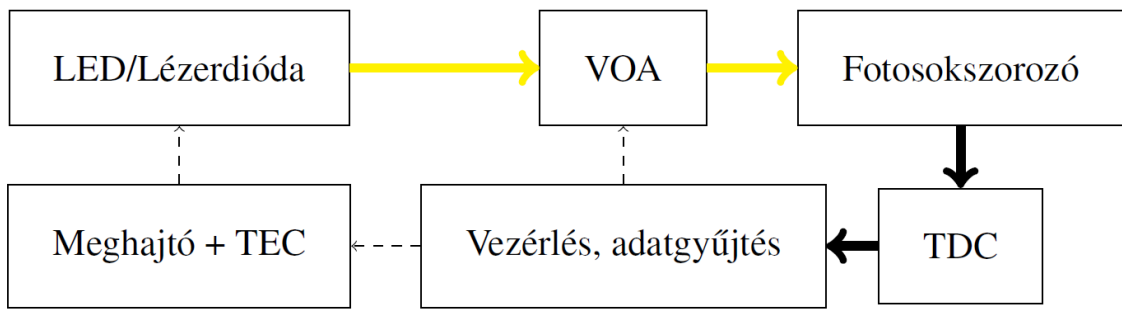 LED/Lézerdióda
VOA
Fotosokszorozó
Meghajtó + TEC
Vezérlés, adatgyűjtés
TDC